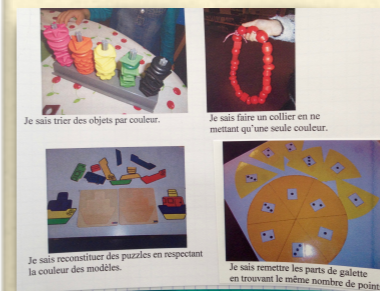 Je sais trier des objets par couleur.
Je sais faire un collier en ne
mettant qu'une seule couleur.
Je sais reconstituer des puzzles en respectant
la couleur des modèles.
Je sais remettre les parts de galette
en trouvant le même nombre de point